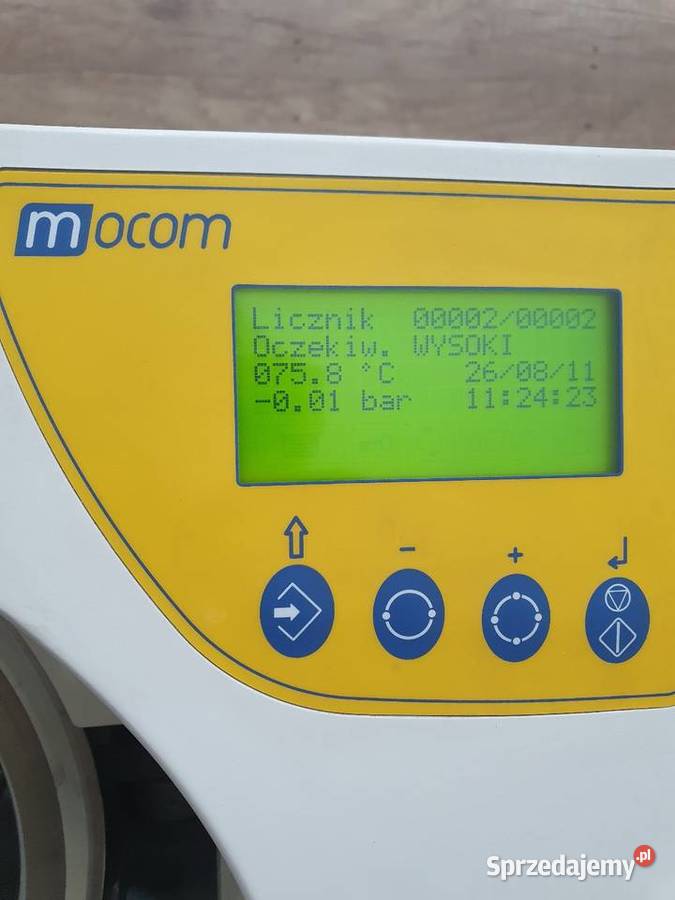 mocom
Licznik 00002/00002
Oczekiw. WYSOKI
075.8 °C 26/08/11
-0.01 bar 11:24:23
- +
Sprzedajemy.pl